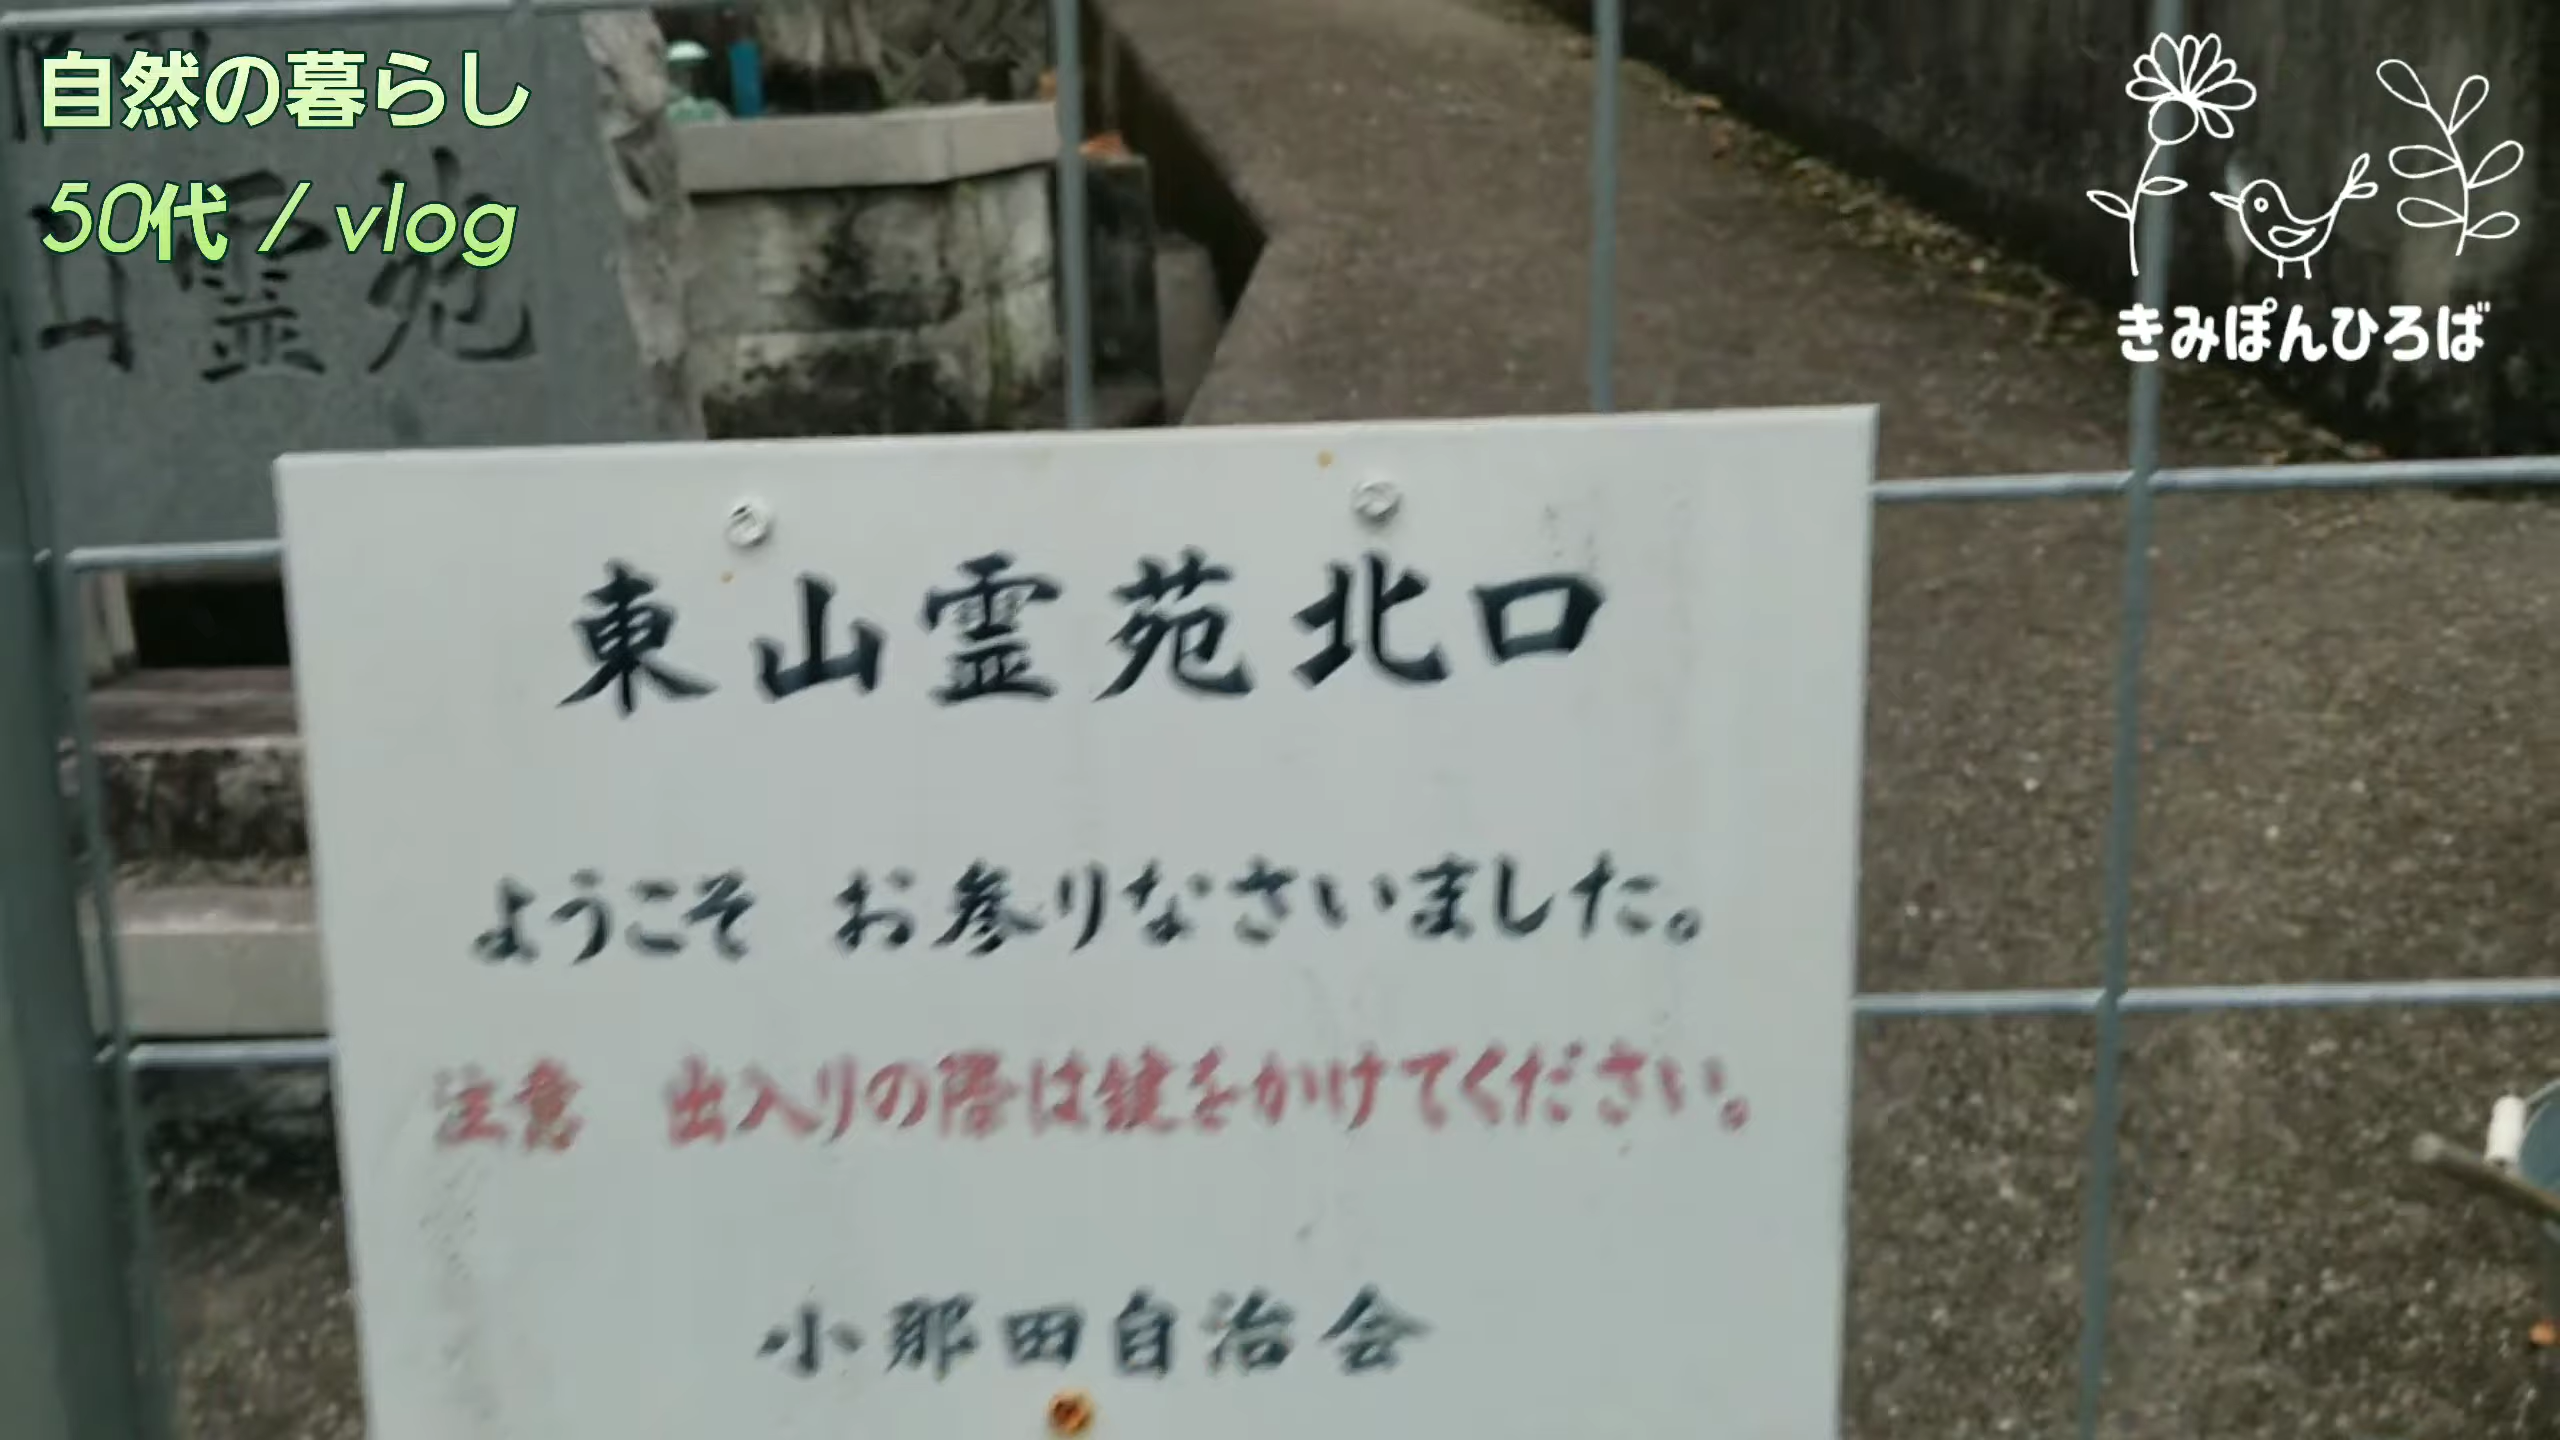 自然の暮らし
50代 / vlog
きみぽんひろば
霊苑
東山霊苑北口
ようこそ お参りなさいました。
注意 出入りの際は鍵をかけてください。
小那田自治会